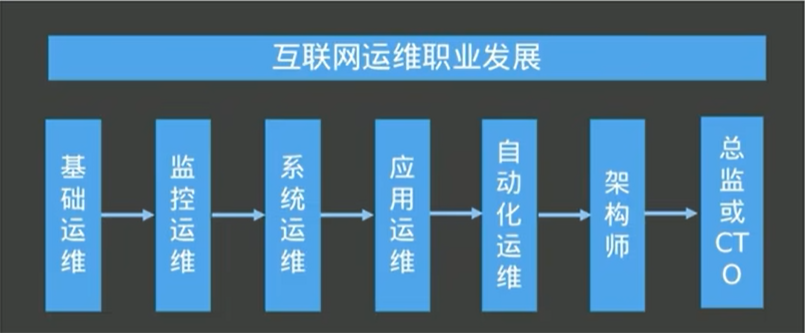 互联网运维职业发展
基础运维
监控运维
系统运维
应用运维
自动化运维
架构师
总监或CTO